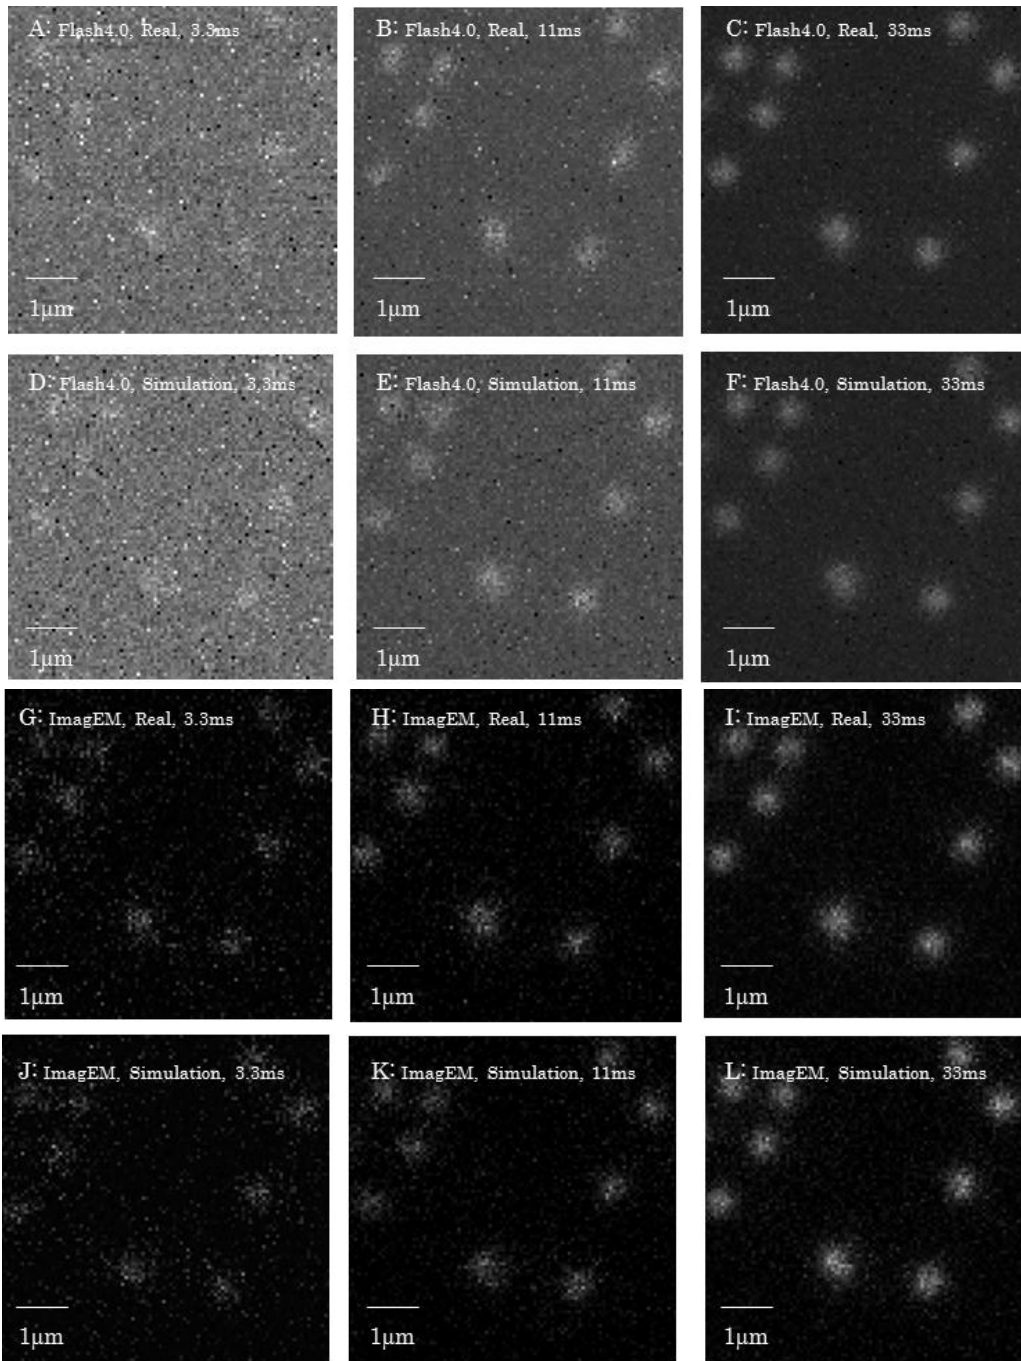 A: Flash4.0, Real, 3.3ms
B: Flash4.0, Real, 11ms
C: Flash4.0, Real, 33ms
1μm
1μm
1μm
D: Flash4.0, Simulation, 3.3ms
E: Flash4.0, Simulation, 11ms
F: Flash4.0, Simulation, 33ms
1μm
1μm
1μm
G: ImagEM, Real, 3.3ms
H: ImagEM, Real, 11ms
I: ImagEM, Real, 33ms
1μm
1μm
1μm
J: ImagEM, Simulation, 3.3ms
K: ImagEM, Simulation, 11ms
L: ImagEM, Simulation, 33ms
1μm
1μm
1μm